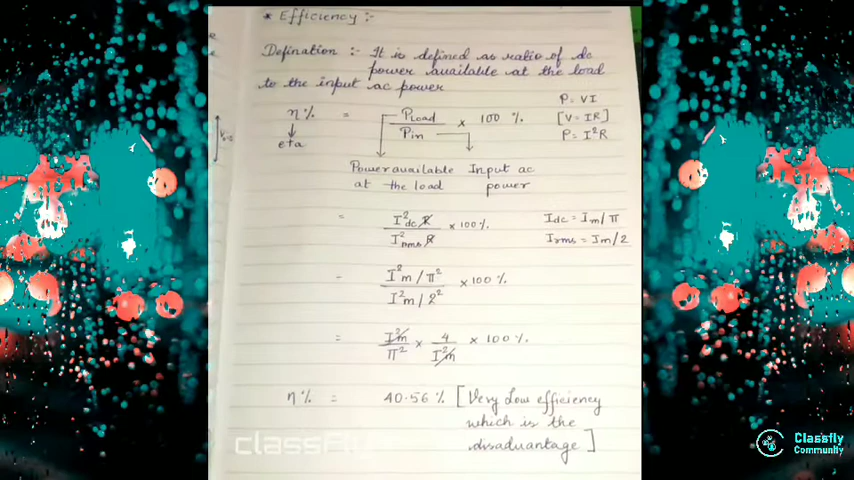 * Efficiency :-
Defination :- It is defined as ratio of dc
power available at the load
to the input ac power
η% = Pload / Pin × 100 %
P = VI
[V = IR]
P = I²R
eta
Power available Input ac
at the load power
= I²dc R / I²rms R × 100%
Idc = Im/π
Irms = Im/2
= I²m/π² / I²m/2² × 100%
= I²m / π² × 4 / I²m × 100%
η% = 40.56 % [Very Low efficiency
which is the
disadvantage]
Classfly
Community